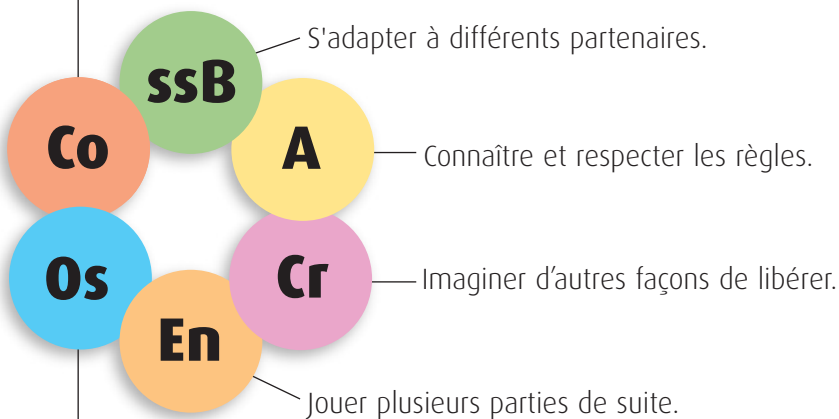 ssB
S'adapter à différents partenaires.
Co
A
Connaître et respecter les règles.
Os
Cr
Imaginer d’autres façons de libérer.
En
Jouer plusieurs parties de suite.